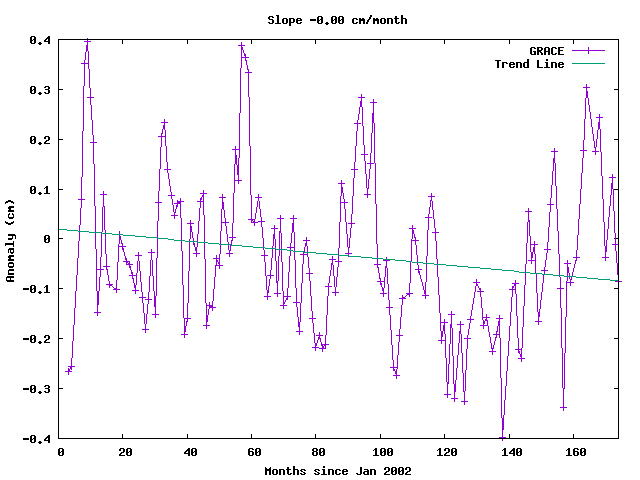 Slope -0.00 cm/month
GRACE
Trend Line
0.4
0.3
0.2
0.1
0
-0.1
-0.2
-0.3
-0.4
Anomaly (cm)
0 20 40 60 80 100 120 140 160
Months since Jan 2002